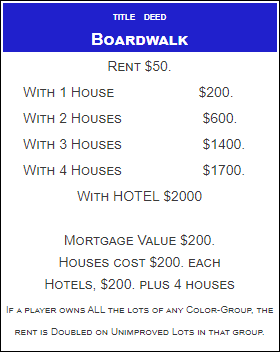 TITLE DEED
BOARDWALK
RENT $50.
WITH 1 HOUSE $200.
WITH 2 HOUSES $600.
WITH 3 HOUSES $1400.
WITH 4 HOUSES $1700.
WITH HOTEL $2000
MORTGAGE VALUE $200.
HOUSES COST $200. EACH
HOTELS, $200. PLUS 4 HOUSES
IF A PLAYER OWNS ALL THE LOTS OF ANY COLOR-GROUP, THE
RENT IS DOUBLED ON UNIMPROVED LOTS IN THAT GROUP.